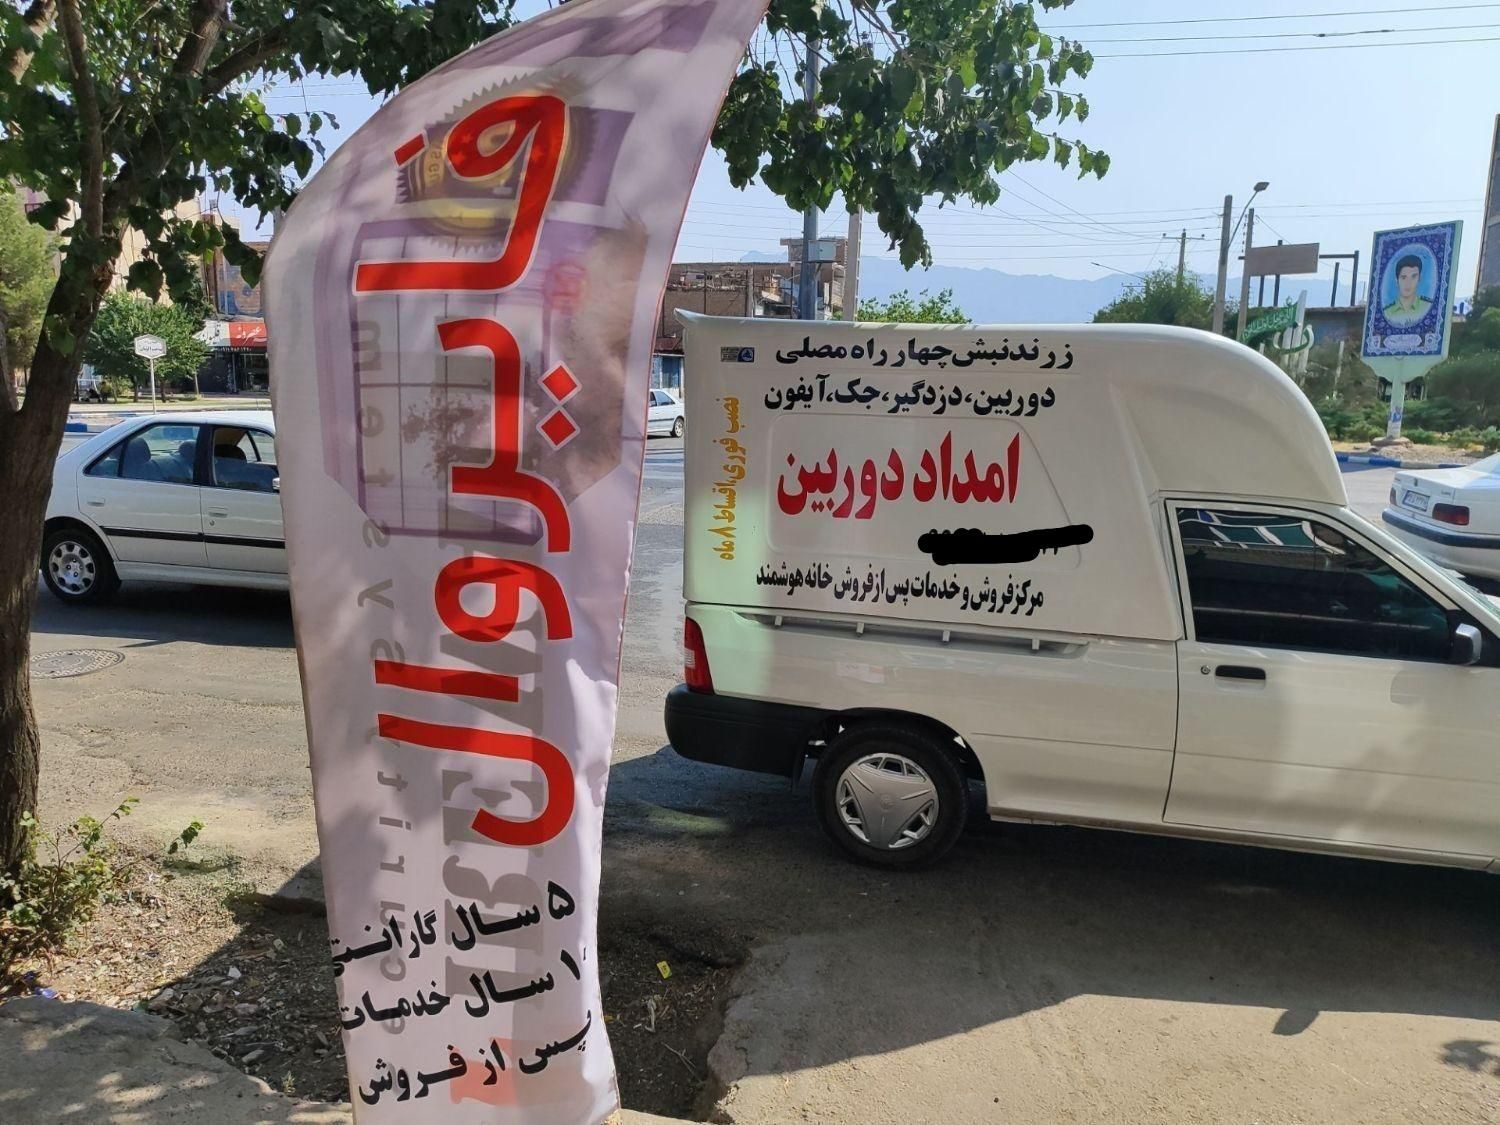 فایروال
۵ سال گارانتی
۱۰ سال خدمات
پس از فروش
زرند نبش چهار راه مصلی
دوربین، دزدگیر، جک، آیفون
نصب فوری، اقساط ۸ ماه
امداد دوربین
مرکز فروش و خدمات پس از فروش خانه هوشمند